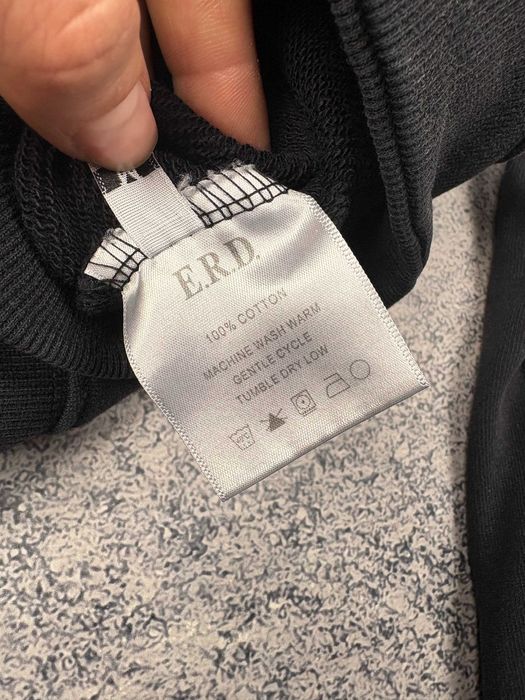 E.R.D.
100% COTTON
MACHINE WASH WARM
GENTLE CYCLE
TUMBLE DRY LOW